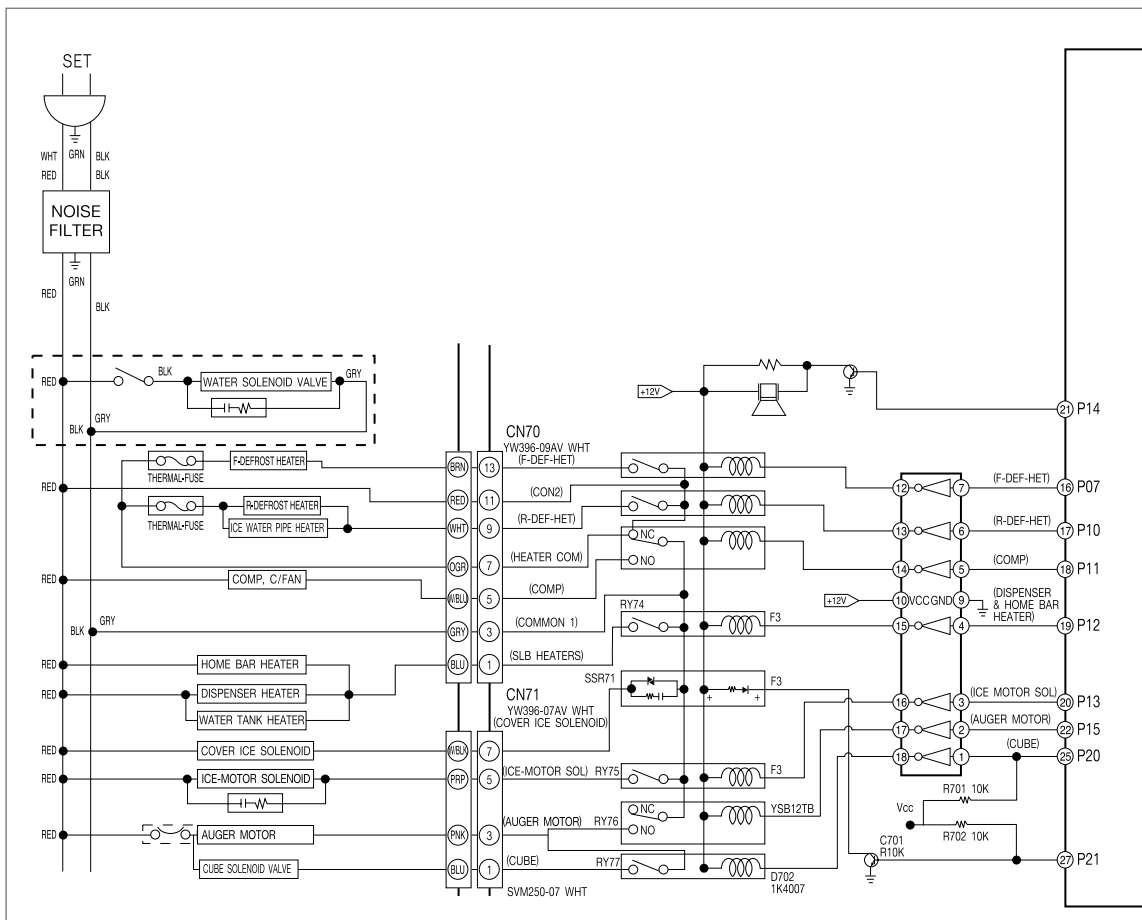 SET
WHT GRN BLK
RED BLK
NOISE
FILTER
GRN
RED
BLK
RED BLK WATER SOLENOID VALVE GRY
GRY
BLK
+12V
21 P14
CN70
YW396-09AV WHT
(F-DEF-HET)
F-DEFROST HEATER BRN 13
THERMAL-FUSE
12 7 (F-DEF-HET) 16 P07
RED RED 11 (CON2)
R-DEFROST HEATER
THERMAL-FUSE
ICE WATER PIPE HEATER WHT 9 (R-DEF-HET)
13 6 (R-DEF-HET) 17 P10
NC
OGR 7 (HEATER COM) NO
14 5 (COMP) 18 P11
RED COMP, C/FAN W/BLU 5 (COMP)
+12V 10 VCC GND 9
(DISPENSER
& HOME BAR
HEATER)
BLK GRY GRY 3 (COMMON 1) RY74 F3
15 4 19 P12
BLU 1 (SLB HEATERS)
RED HOME BAR HEATER
RED DISPENSER HEATER
WATER TANK HEATER
CN71
YW396-07AV WHT
(COVER ICE SOLENOID)
SSR71 + + F3
16 3 (ICE MOTOR SOL) 20 P13
17 2 (AUGER MOTOR) 22 P15
RED COVER ICE SOLENOID W/BLK 7
18 1 (CUBE) 25 P20
RED ICE-MOTOR SOLENOID PRP 5 (ICE-MOTOR SOL) RY75 F3
R701 10K
Vcc
R702 10K
NC YSB12TB
RED AUGER MOTOR PNK 3 (AUGER MOTOR) RY76 NO
C701
R10K
27 P21
CUBE SOLENOID VALVE BLU 1 (CUBE) RY77
D702
1K4007
SVM250-07 WHT